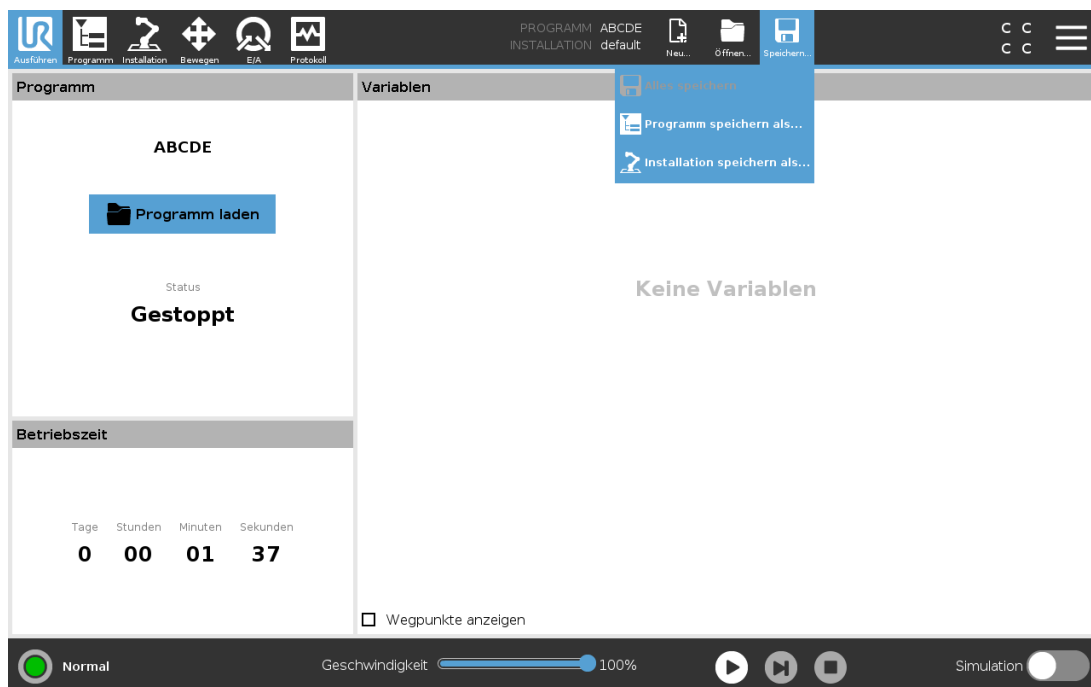 PROGRAMM ABCDE
INSTALLATION default
C C
C C
Ausführen Programm Installation Bewegen E/A Protokoll Neu... Öffnen... Speichern...
Programm
Variablen
Alles speichern
Programm speichern als...
Installation speichern als...
ABCDE
Programm laden
Status
Gestoppt
Keine Variablen
Betriebszeit
Tage Stunden Minuten Sekunden
0 00 01 37
Wegpunkte anzeigen
Normal Geschwindigkeit 100% Simulation